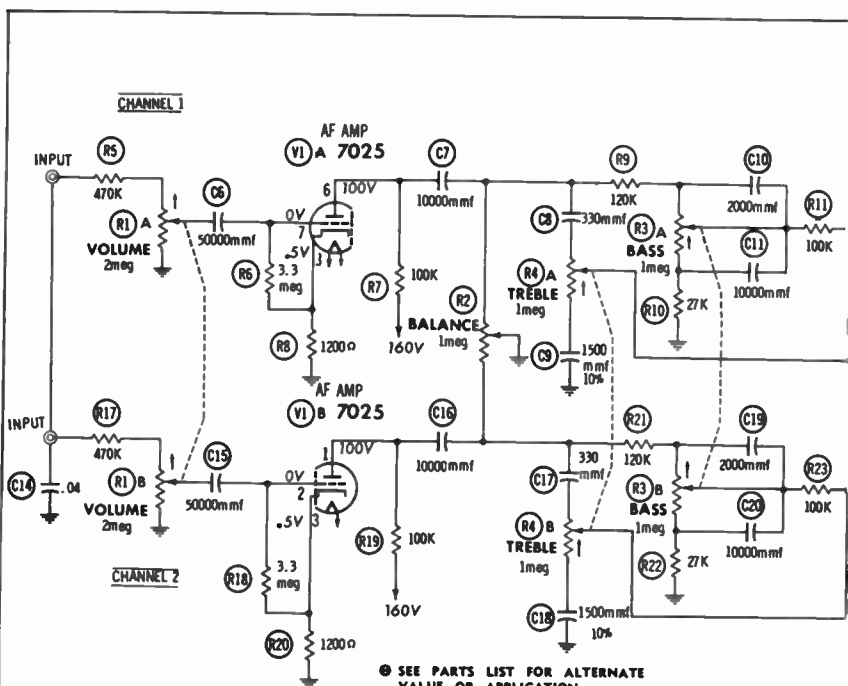 CHANNEL 1
INPUT
R5
470K
R1 A
VOLUME
2meg
C6
50000mmf
AF AMP
V1 A 7025
6
100V
0V
7
.5V
3
R6
3.3
meg
R8
1200Ω
R7
100K
160V
C7
10000mmf
R2
BALANCE
1meg
C8
330mmf
R4 A
TREBLE
1meg
C9
1500
mmf
10%
R9
120K
R3 A
BASS
1meg
R10
27K
C10
2000mmf
C11
10000mmf
R11
100K
INPUT
C14
.04
R17
470K
R1 B
VOLUME
2meg
C15
50000mmf
AF AMP
V1 B 7025
1
100V
0V
2
.5V
3
R18
3.3
meg
R20
1200Ω
R19
100K
160V
C16
10000mmf
C17
330
mmf
R4 B
TREBLE
1meg
C18
1500mmf
10%
R21
120K
R3 B
BASS
1meg
R22
27K
C19
2000mmf
C20
10000mmf
R23
100K
CHANNEL 2
SEE PARTS LIST FOR ALTERNATE
VALUE OR APPLICATION